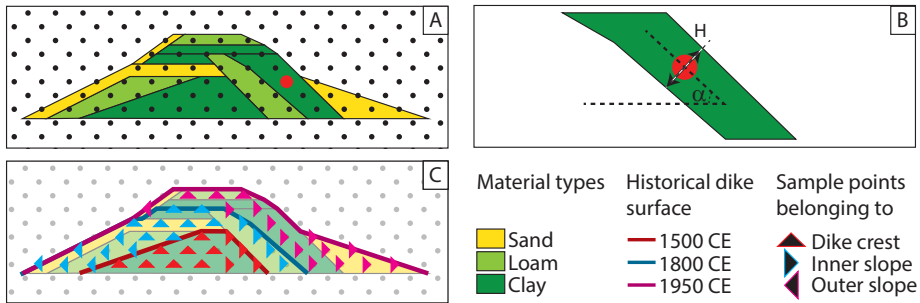 A
B
H
α
C
Material types
Sand
Loam
Clay
Historical dike
surface
1500 CE
1800 CE
1950 CE
Sample points
belonging to
Dike crest
Inner slope
Outer slope